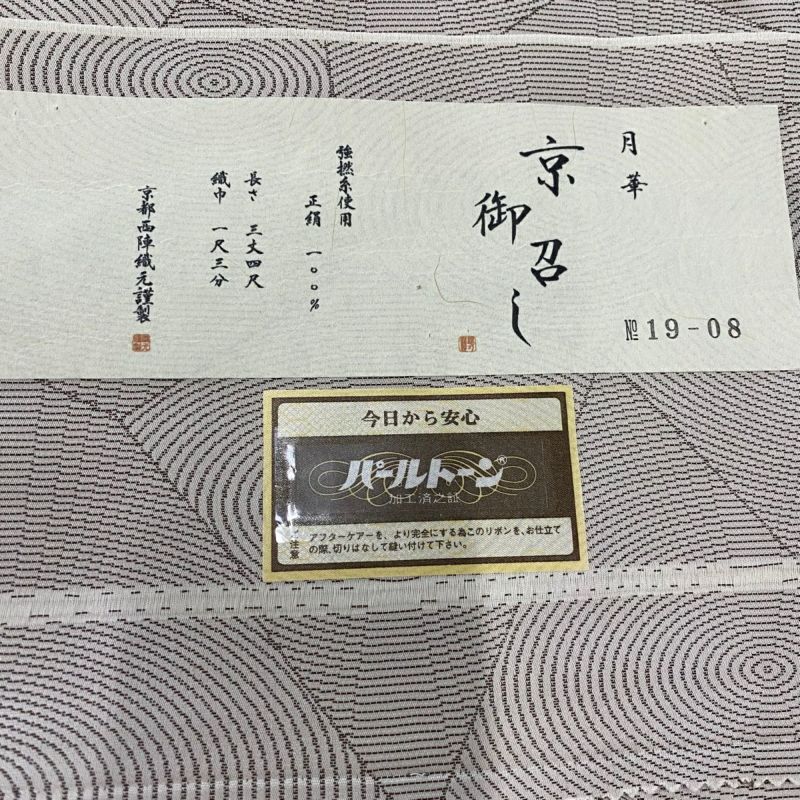 月華
京御召し
№19-08
強撚糸使用
正絹 一〇〇%
長さ 三丈四尺
織巾 一尺三分
京都西陣織元謹製
今日から安心
パールトーン®
加工済之証
ご注意
アフターケアーを、より完全にする為このリボンを、お仕立て
の際、切りはなして縫い付けて下さい。